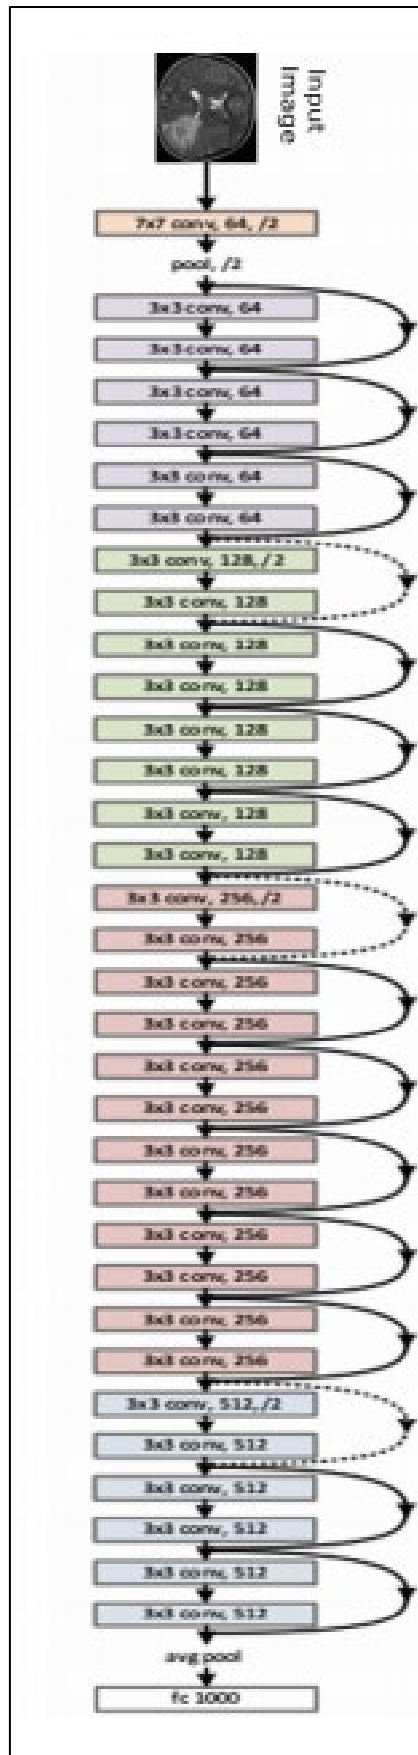 Input
Image
7x7 conv, 64, /2
pool, /2
3x3 conv, 64
3x3 conv, 64
3x3 conv, 64
3x3 conv, 64
3x3 conv, 64
3x3 conv, 64
3x3 conv, 128, /2
3x3 conv, 128
3x3 conv, 128
3x3 conv, 128
3x3 conv, 128
3x3 conv, 128
3x3 conv, 128
3x3 conv, 128
3x3 conv, 256, /2
3x3 conv, 256
3x3 conv, 256
3x3 conv, 256
3x3 conv, 256
3x3 conv, 256
3x3 conv, 256
3x3 conv, 256
3x3 conv, 256
3x3 conv, 256
3x3 conv, 256
3x3 conv, 256
3x3 conv, 512, /2
3x3 conv, 512
3x3 conv, 512
3x3 conv, 512
3x3 conv, 512
3x3 conv, 512
avg pool
fc 1000